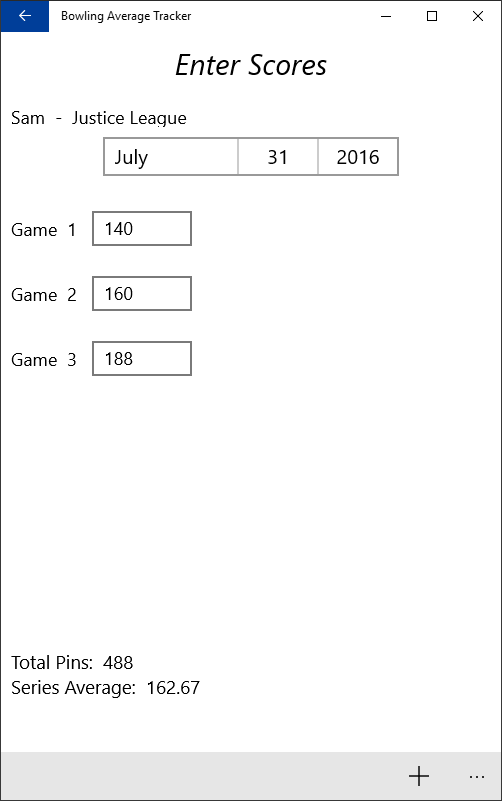 Bowling Average Tracker
Enter Scores
Sam - Justice League
July 31 2016
Game 1 140
Game 2 160
Game 3 188
Total Pins: 488
Series Average: 162.67